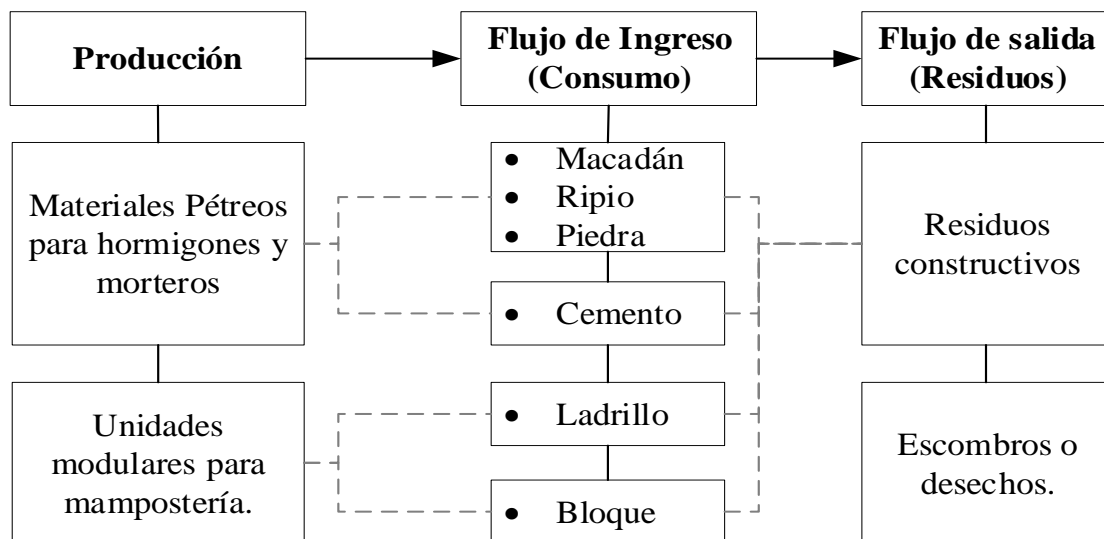 Producción
Flujo de Ingreso
(Consumo)
Flujo de salida
(Residuos)
Materiales Pétreos
para hormigones y
morteros
• Macadán
• Ripio
• Piedra
Residuos
constructivos
• Cemento
Unidades
modulares para
mampostería.
• Ladrillo
• Bloque
Escombros o
desechos.